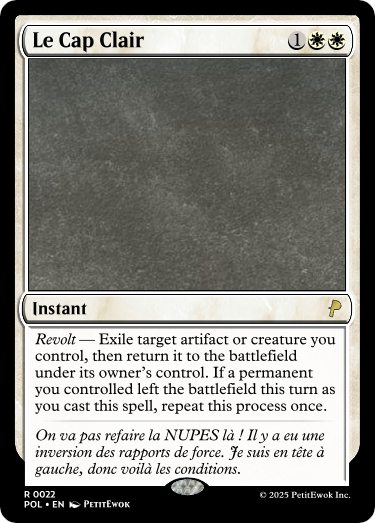 Le Cap Clair
1
Instant
Revolt — Exile target artifact or creature you
control, then return it to the battlefield
under its owner's control. If a permanent
you controlled left the battlefield this turn as
you cast this spell, repeat this process once.
On va pas refaire la NUPES là ! Il y a eu une
inversion des rapports de force. Je suis en tête à
gauche, donc voilà les conditions.
R 0022
POL • EN PetitEwok
© 2025 PetitEwok Inc.